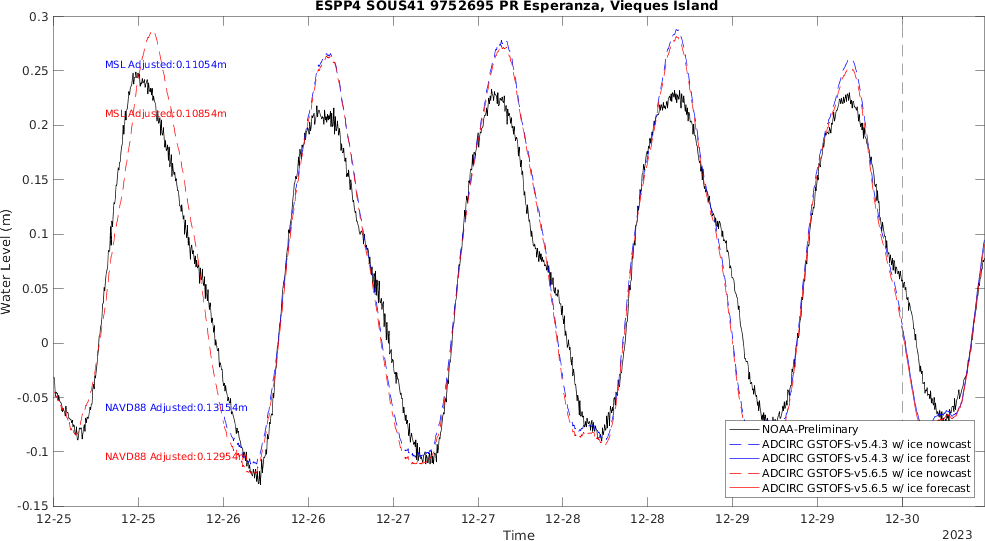 ESPP4 SOUS41 9752695 PR Esperanza, Vieques Island
0.3
0.25
0.2
0.15
0.1
0.05
0
-0.05
-0.1
-0.15
Water Level (m)
MSL Adjusted:0.11054m
MSL Adjusted:0.10854m
NAVD88 Adjusted:0.13154m
NAVD88 Adjusted:0.12954m
NOAA-Preliminary
ADCIRC GSTOFS-v5.4.3 w/ ice nowcast
ADCIRC GSTOFS-v5.4.3 w/ ice forecast
ADCIRC GSTOFS-v5.6.5 w/ ice nowcast
ADCIRC GSTOFS-v5.6.5 w/ ice forecast
12-25 12-25 12-26 12-26 12-27 12-27 12-28 12-28 12-29 12-29 12-30
Time
2023